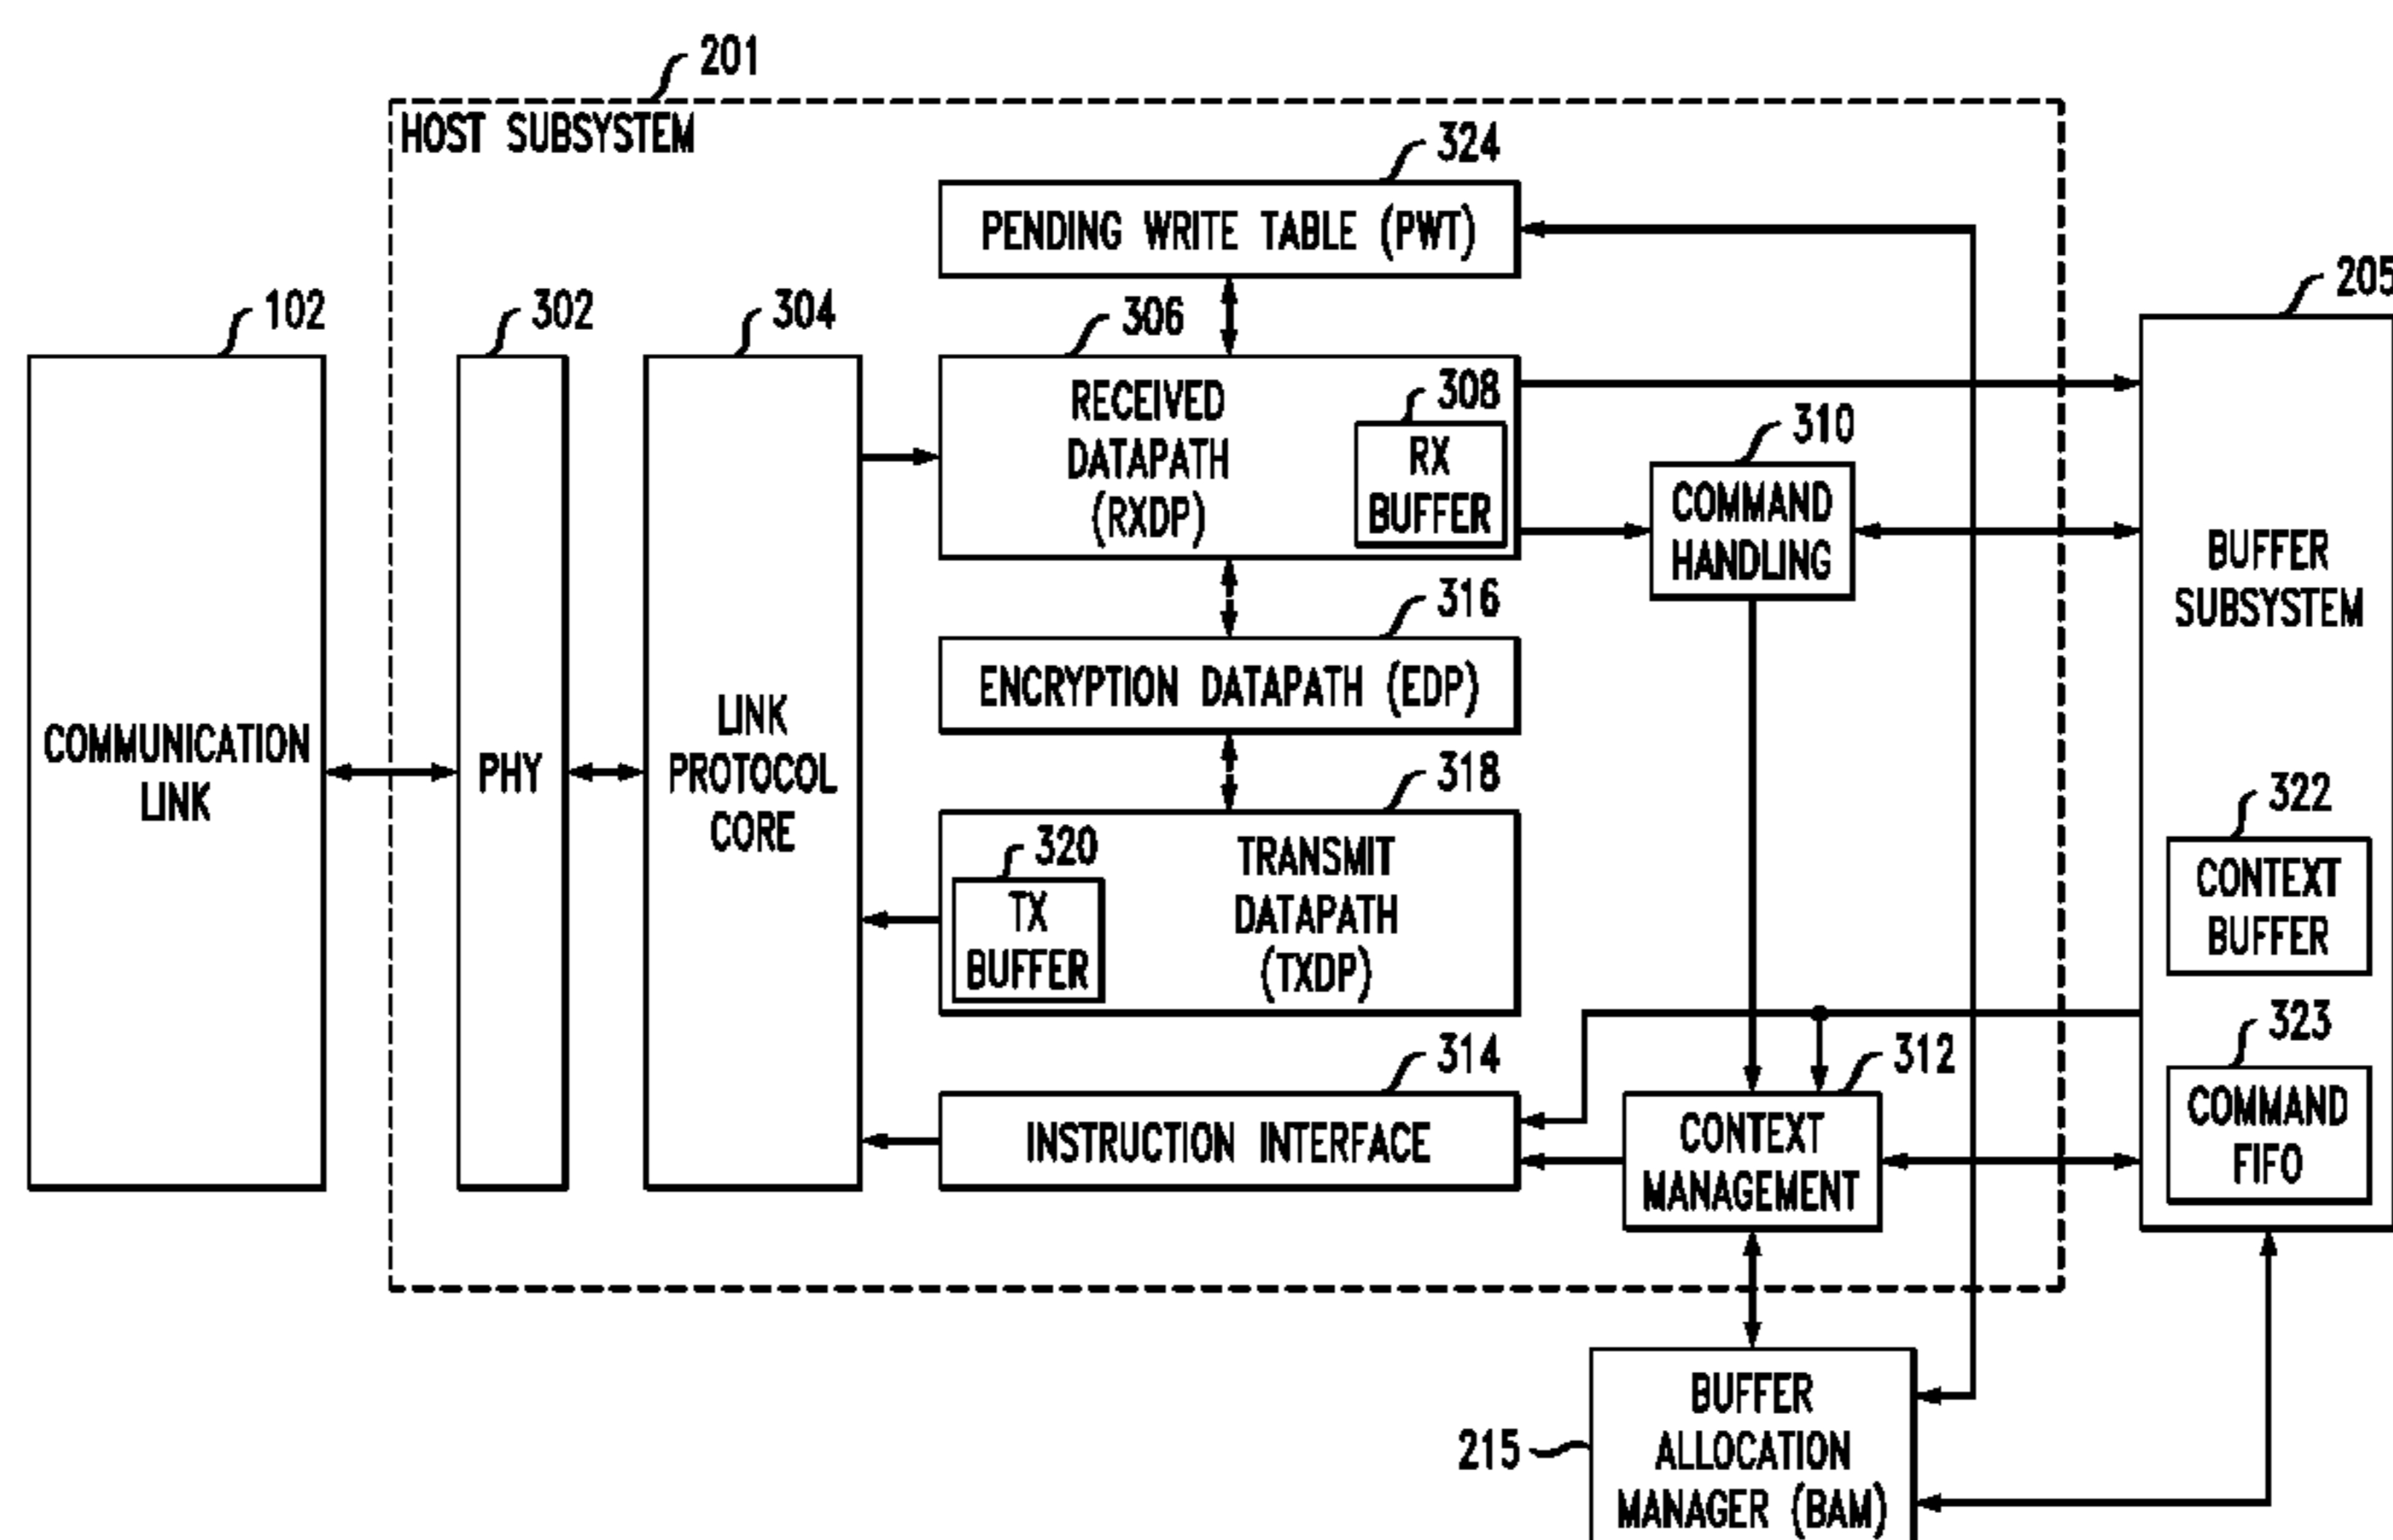 201
HOST SUBSYSTEM
324
PENDING WRITE TABLE (PWT)
102
302
304
306
205
RECEIVED
DATAPATH
(RXDP)
308
RX
BUFFER
310
COMMAND
HANDLING
BUFFER
SUBSYSTEM
316
ENCRYPTION DATAPATH (EDP)
COMMUNICATION
LINK
PHY
LINK
PROTOCOL
CORE
318
320
TX
BUFFER
TRANSMIT
DATAPATH
(TXDP)
322
CONTEXT
BUFFER
314
INSTRUCTION INTERFACE
312
CONTEXT
MANAGEMENT
323
COMMAND
FIFO
215
BUFFER
ALLOCATION
MANAGER (BAM)